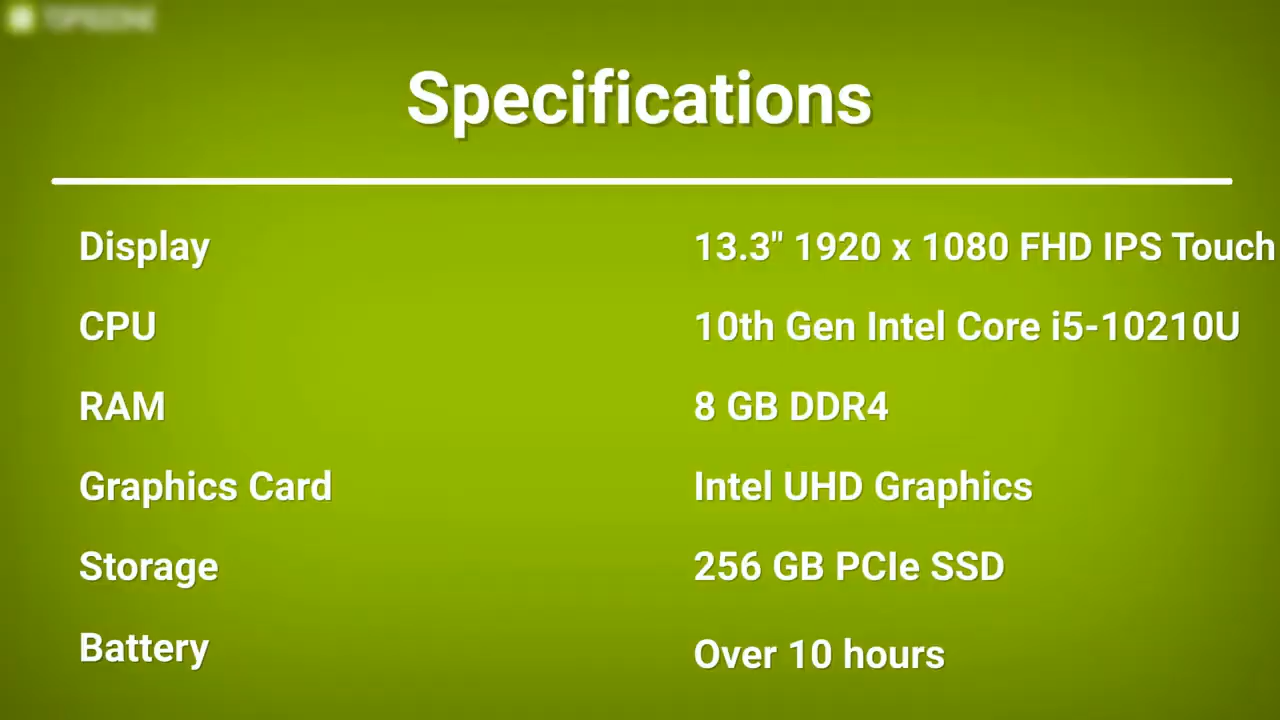 Specifications
Display 13.3" 1920 x 1080 FHD IPS Touch
CPU 10th Gen Intel Core i5-10210U
RAM 8 GB DDR4
Graphics Card Intel UHD Graphics
Storage 256 GB PCIe SSD
Battery Over 10 hours